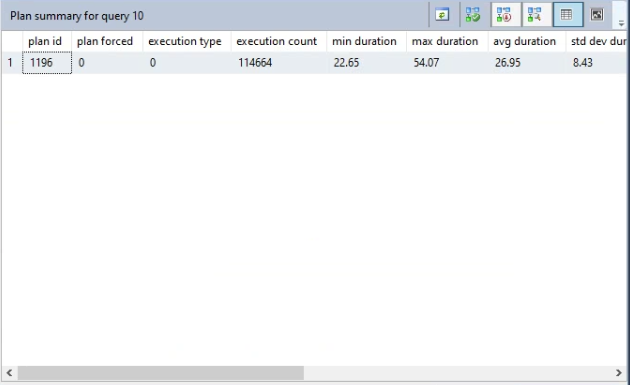 Plan summary for query 10
plan id plan forced execution type execution count min duration max duration avg duration std dev dur
1 1196 0 0 114664 22.65 54.07 26.95 8.43